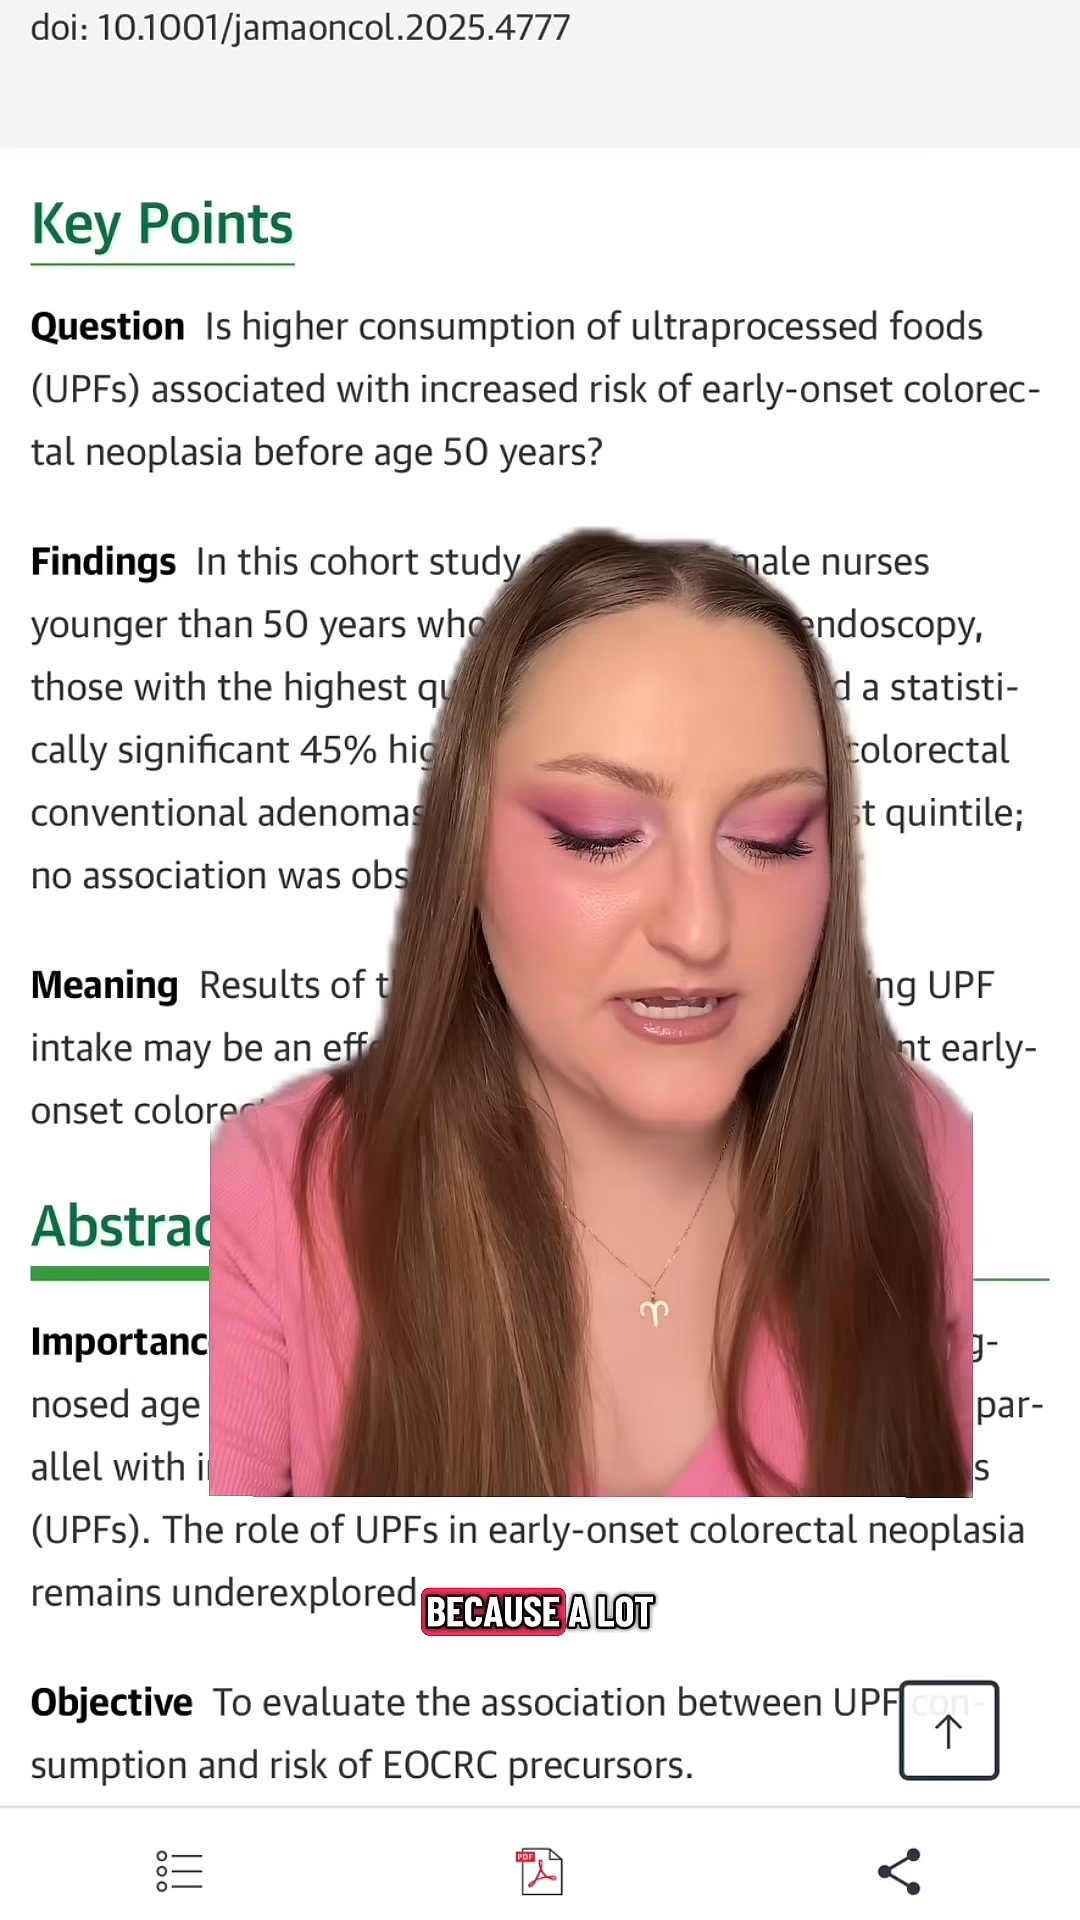 doi: 10.1001/jamaoncol.2025.4777
Key Points
Question Is higher consumption of ultraprocessed foods
(UPFs) associated with increased risk of early-onset colorec-
tal neoplasia before age 50 years?
Findings In this cohort study male nurses
younger than 50 years who endoscopy,
those with the highest a statisti-
cally significant 45% colorectal
conventional adenomas quintile;
no association was
Meaning Results of UPF
intake may be an early-
onset
Abstrac
Importanc
nosed age par-
allel with
(UPFs). The role of UPFs in early-onset colorectal neoplasia
remains underexplored
BECAUSE A LOT
Objective To evaluate the association between UPF con-
sumption and risk of EOCRC precursors.
PDF